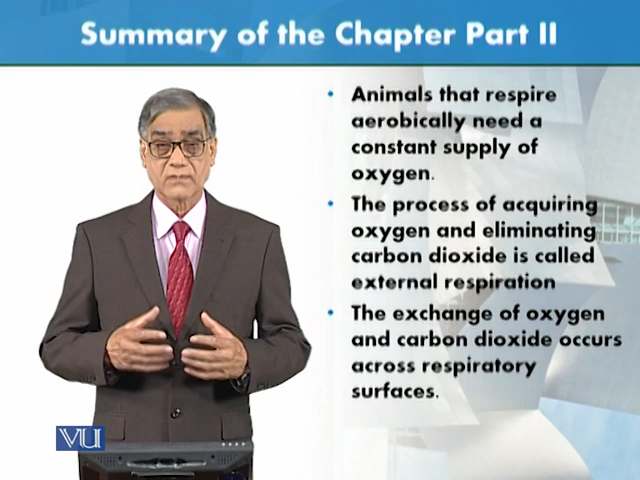 Summary of the Chapter Part II
• Animals that respire
aerobically need a
constant supply of
oxygen.
• The process of acquiring
oxygen and eliminating
carbon dioxide is called
external respiration
• The exchange of oxygen
and carbon dioxide occurs
across respiratory
surfaces.
VU